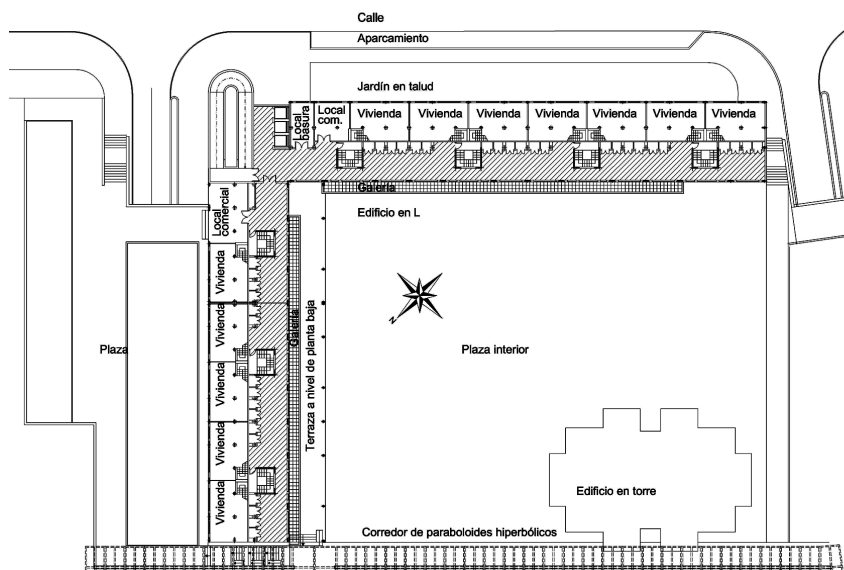 Calle
Aparcamiento
Jardín en talud
Local
basura
Local
com.
Vivienda
Vivienda
Vivienda
Vivienda
Vivienda
Vivienda
Vivienda
Galería
Local
comercial
Edificio en L
Vivienda
Vivienda
Vivienda
Vivienda
Vivienda
Galería
Terraza a nivel de planta baja
N
Plaza
Plaza interior
Edificio en torre
Corredor de paraboloides hiperbólicos